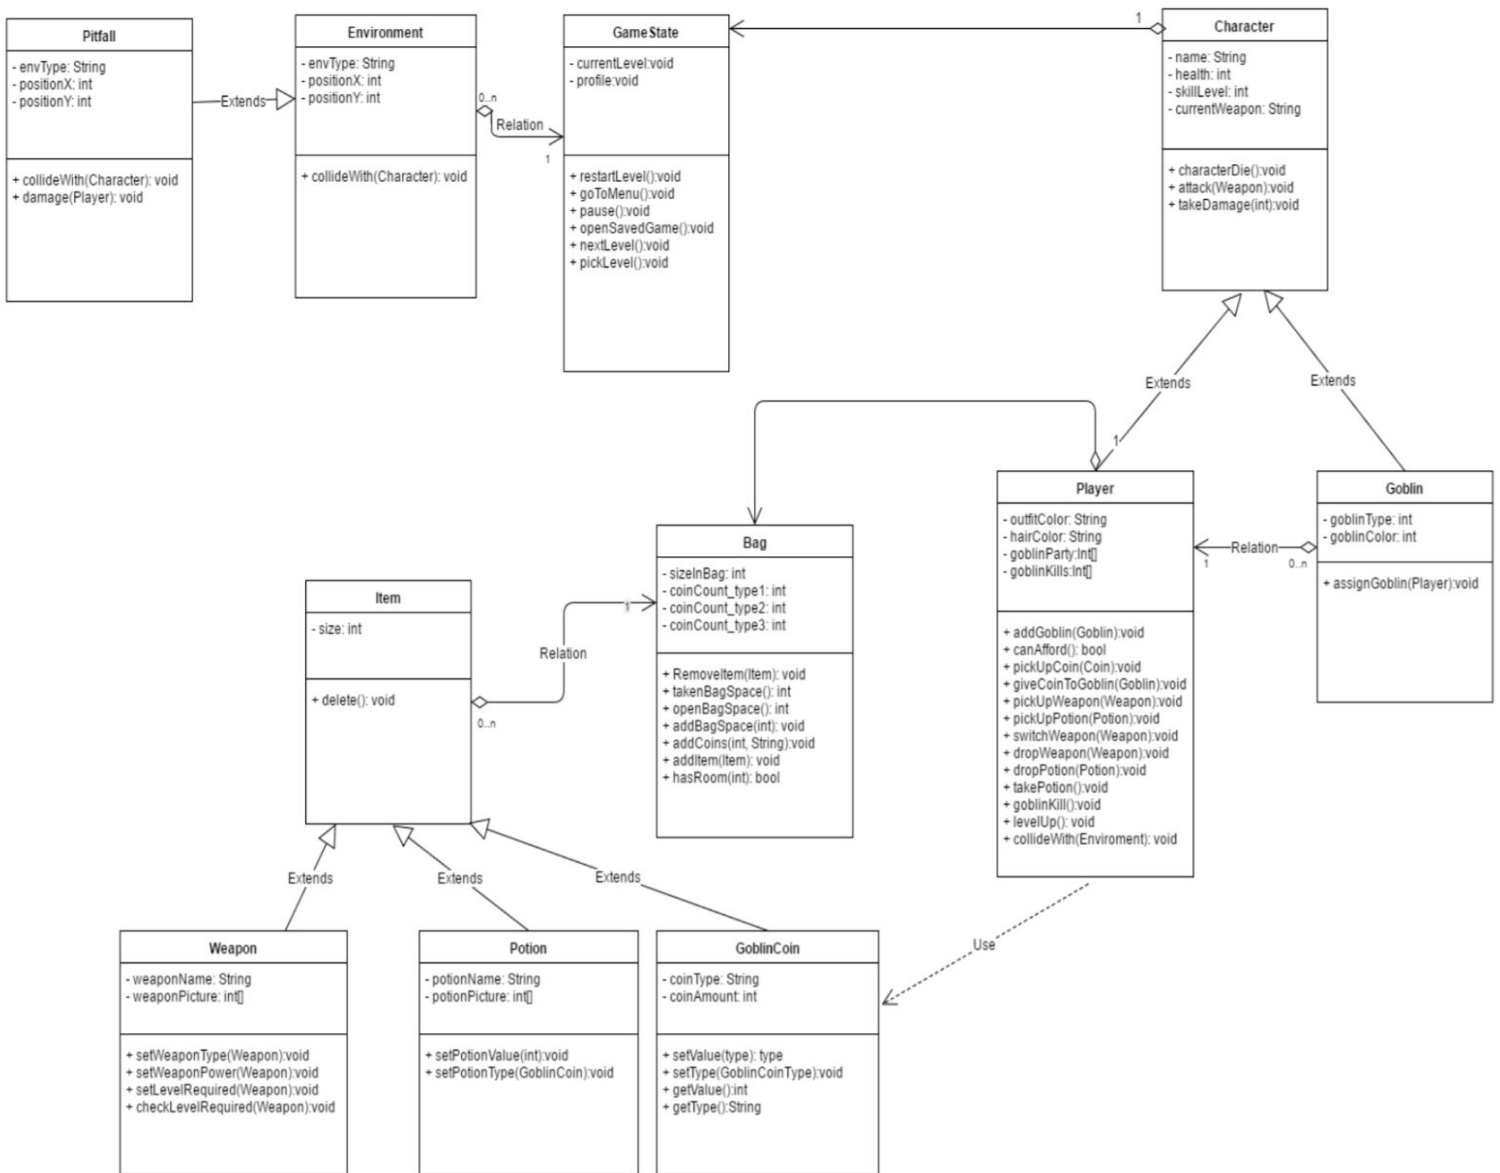 Pitfall
- envType: String
- positionX: int
- positionY: int
+ collideWith(Character): void
+ damage(Player): void
Extends
Environment
- envType: String
- positionX: int
- positionY: int
+ collideWith(Character): void
0..n
Relation
1
GameState
- currentLevel:void
- profile:void
+ restartLevel():void
+ goToMenu():void
+ pause():void
+ openSavedGame():void
+ nextLevel():void
+ pickLevel():void
1
Character
- name: String
- health: int
- skillLevel: int
- currentWeapon: String
+ characterDie():void
+ attack(Weapon):void
+ takeDamage(int):void
Extends
Extends
1
Player
- outfitColor: String
- hairColor: String
- goblinParty:Int[]
- goblinKills:Int[]
+ addGoblin(Goblin):void
+ canAfford(): bool
+ pickUpCoin(Coin):void
+ giveCoinToGoblin(Goblin):void
+ pickUpWeapon(Weapon):void
+ pickUpPotion(Potion):void
+ switchWeapon(Weapon):void
+ dropWeapon(Weapon):void
+ dropPotion(Potion):void
+ takePotion():void
+ goblinKill():void
+ levelUp(): void
+ collideWith(Enviroment): void
Relation
1
0..n
Goblin
- goblinType: int
- goblinColor: int
+ assignGoblin(Player):void
Bag
- sizeInBag: int
- coinCount_type1: int
- coinCount_type2: int
- coinCount_type3: int
+ RemoveItem(Item): void
+ takenBagSpace(): int
+ openBagSpace(): int
+ addBagSpace(int): void
+ addCoins(int, String):void
+ addItem(Item): void
+ hasRoom(int): bool
Item
- size: int
+ delete(): void
1
Relation
0..n
Extends
Extends
Extends
Use
Weapon
- weaponName: String
- weaponPicture: int[]
+ setWeaponType(Weapon):void
+ setWeaponPower(Weapon):void
+ setLevelRequired(Weapon):void
+ checkLevelRequired(Weapon):void
Potion
- potionName: String
- potionPicture: int[]
+ setPotionValue(int):void
+ setPotionType(GoblinCoin):void
GoblinCoin
- coinType: String
- coinAmount: int
+ setValue(type): type
+ setType(GoblinCoinType):void
+ getValue():int
+ getType():String